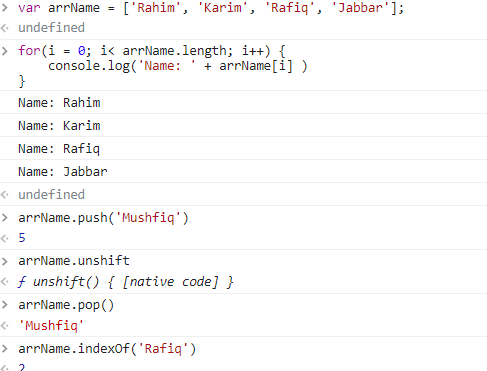 > var arrName = ['Rahim', 'Karim', 'Rafiq', 'Jabbar'];
undefined
> for(i = 0; i< arrName.length; i++) {
console.log('Name: ' + arrName[i] )
}
Name: Rahim
Name: Karim
Name: Rafiq
Name: Jabbar
undefined
> arrName.push('Mushfiq')
5
> arrName.unshift
ƒ unshift() { [native code] }
> arrName.pop()
'Mushfiq'
> arrName.indexOf('Rafiq')
2